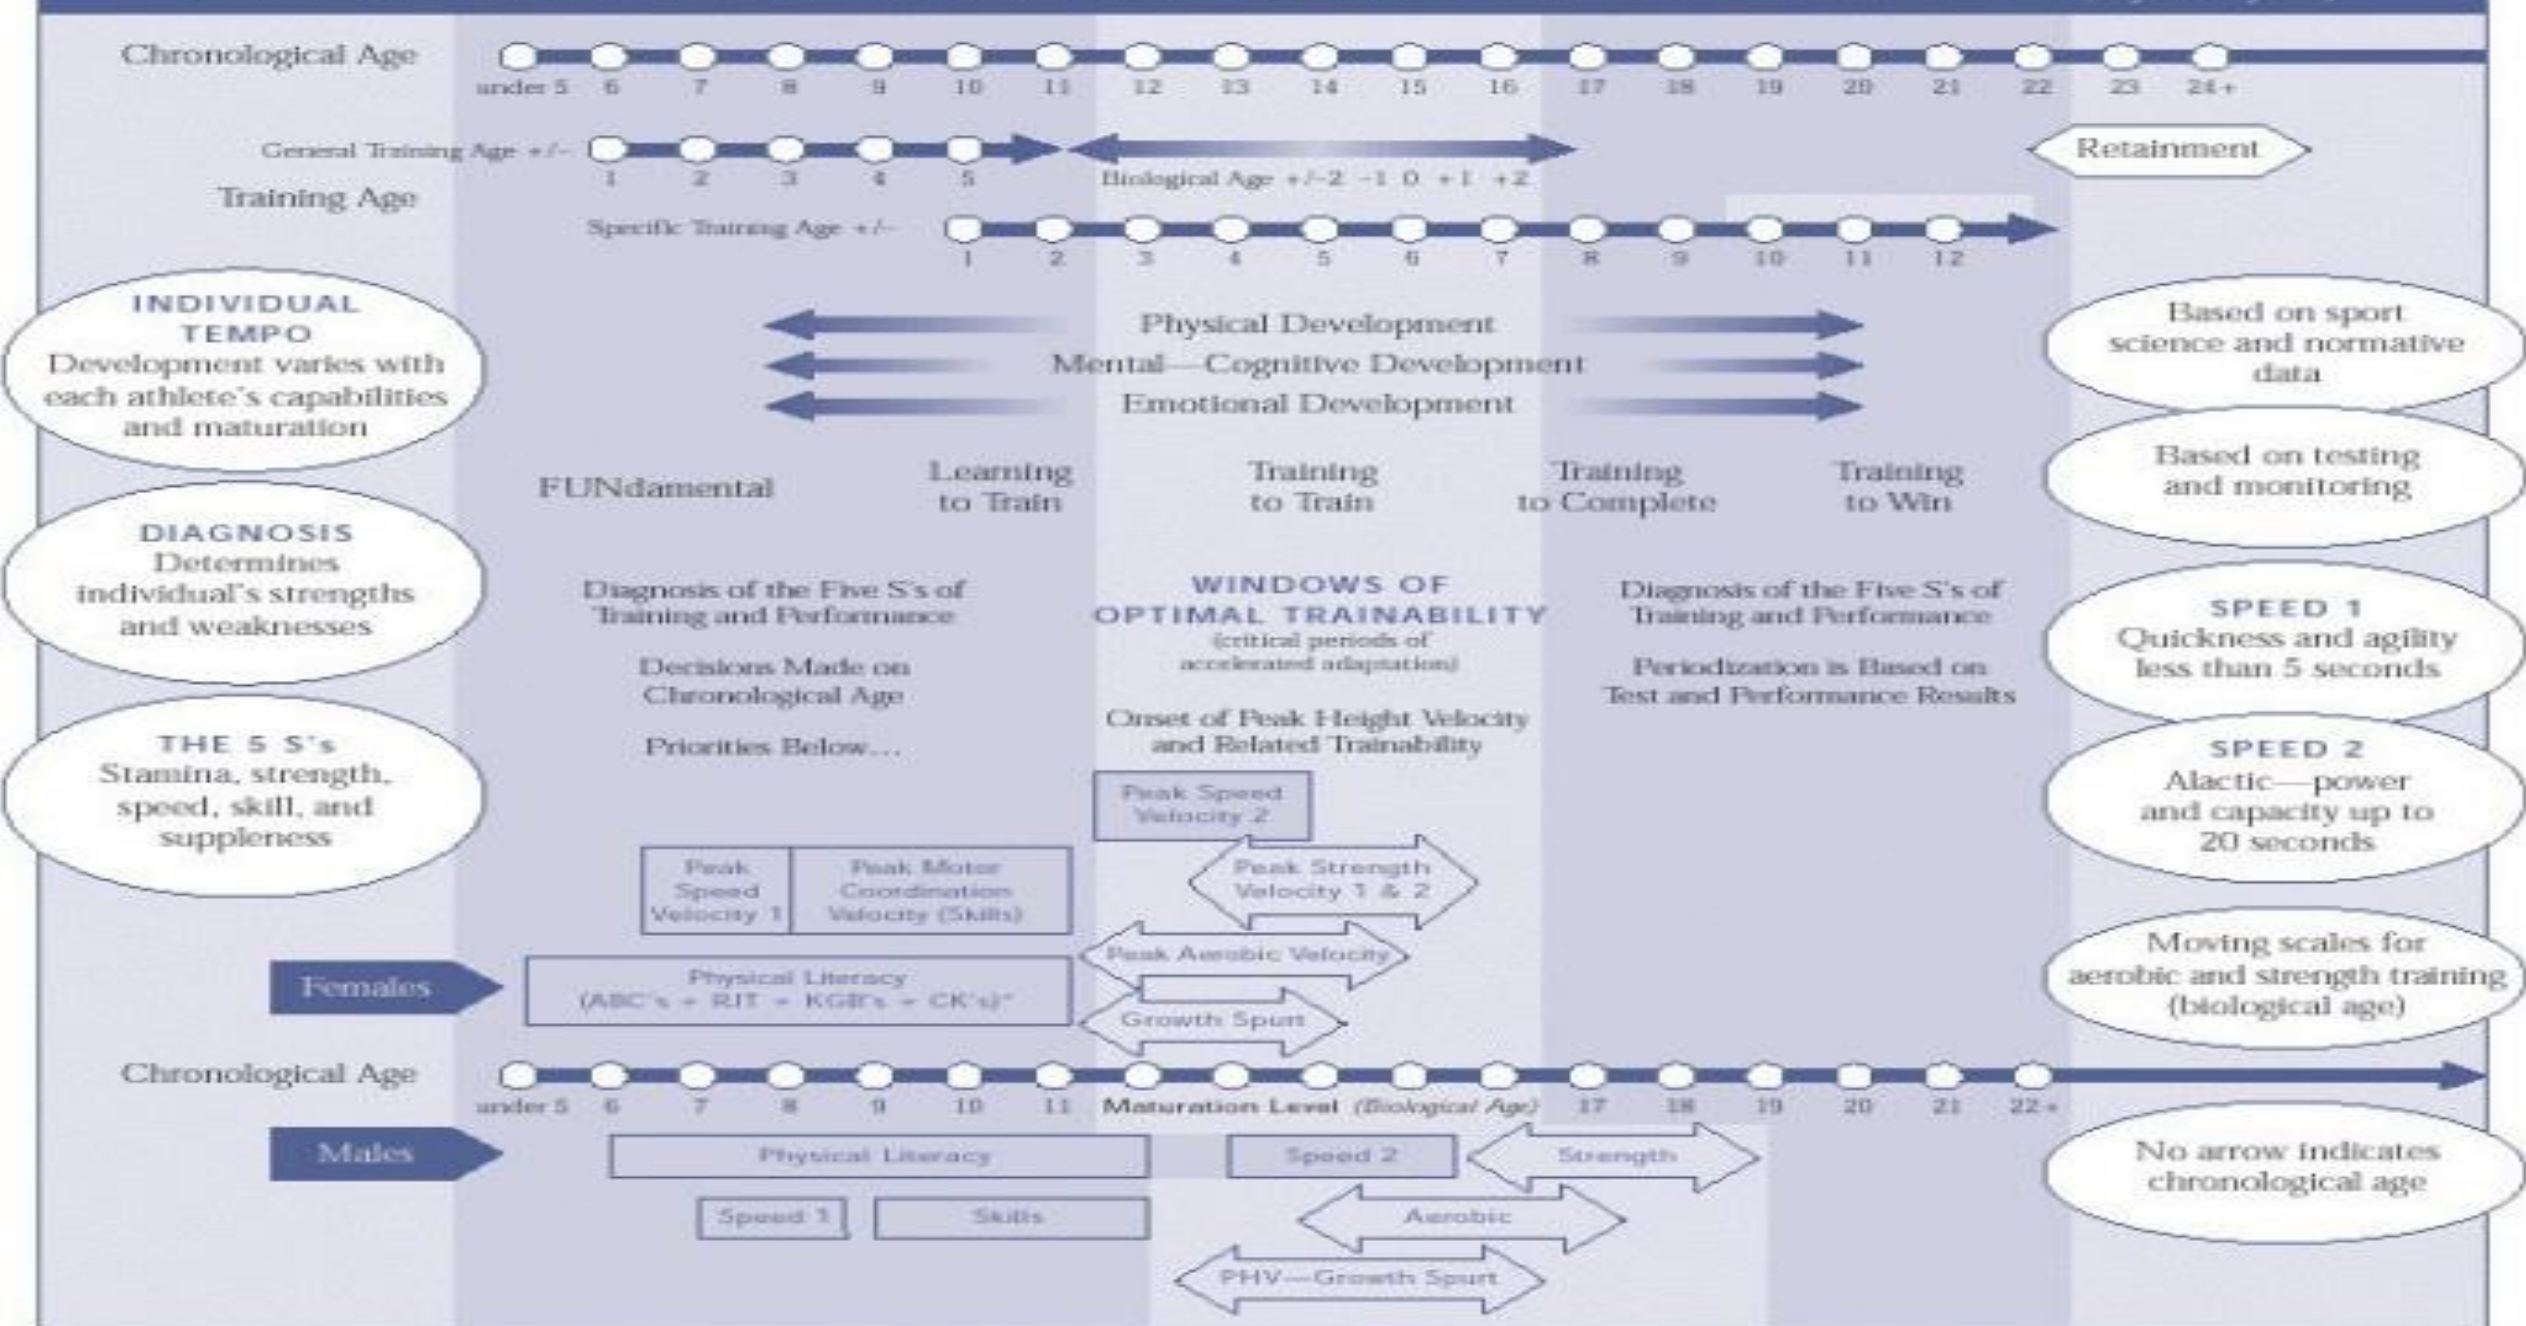 Chronological Age
under 5 6 7 8 9 10 11 12 13 14 15 16 17 18 19 20 21 22 23 24+
General Training Age +/-
1 2 3 4 5
Biological Age +/-2 -1 0 +1 +2
Retainment
Training Age
Specific Training Age +/-
1 2 3 4 5 6 7 8 9 10 11 12
INDIVIDUAL
TEMPO
Development varies with
each athlete's capabilities
and maturation
DIAGNOSIS
Determines
individual's strengths
and weaknesses
THE 5 S's
Stamina, strength,
speed, skill, and
suppleness
Physical Development
Mental—Cognitive Development
Emotional Development
FUNdamental
Learning
to Train
Training
to Train
Training
to Complete
Training
to Win
Diagnosis of the Five S's of
Training and Performance
Decisions Made on
Chronological Age
Priorities Below...
WINDOWS OF
OPTIMAL TRAINABILITY
(critical periods of
accelerated adaptation)
Onset of Peak Height Velocity
and Related Trainability
Diagnosis of the Five S's of
Training and Performance
Periodization is Based on
Test and Performance Results
Based on sport
science and normative
data
Based on testing
and monitoring
SPEED 1
Quickness and agility
less than 5 seconds
SPEED 2
Alactic—power
and capacity up to
20 seconds
Moving scales for
aerobic and strength training
(biological age)
No arrow indicates
chronological age
Peak Speed
Velocity 2
Peak
Speed
Velocity 1
Peak Motor
Coordination
Velocity (Skills)
Peak Strength
Velocity 1 & 2
Peak Aerobic Velocity
Females
Physical Literacy
(ABC's + RJT + KGB's + CK's)*
Growth Spurt
Chronological Age
under 5 6 7 8 9 10 11 Maturation Level (Biological Age) 17 18 19 20 21 22+
Males
Physical Literacy
Speed 2
Strength
Speed 1
Skills
Aerobic
PHV—Growth Spurt